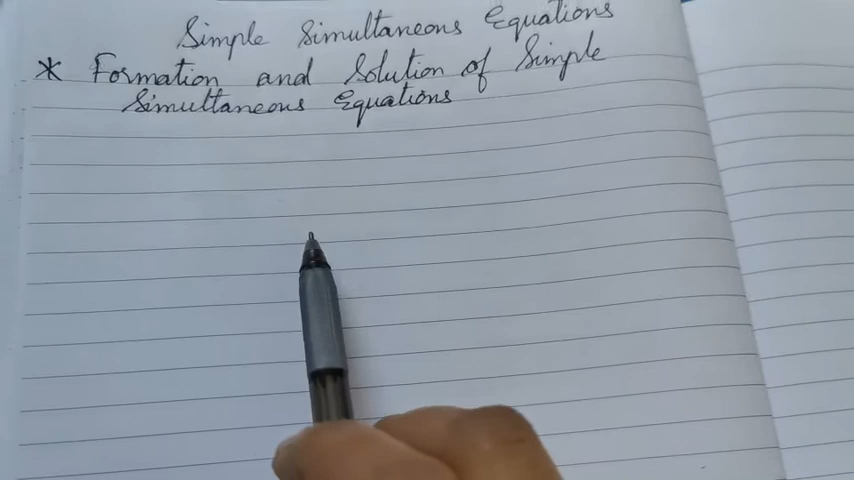 Simple Simultaneous Equations
* Formation and Solution of Simple
Simultaneous Equations